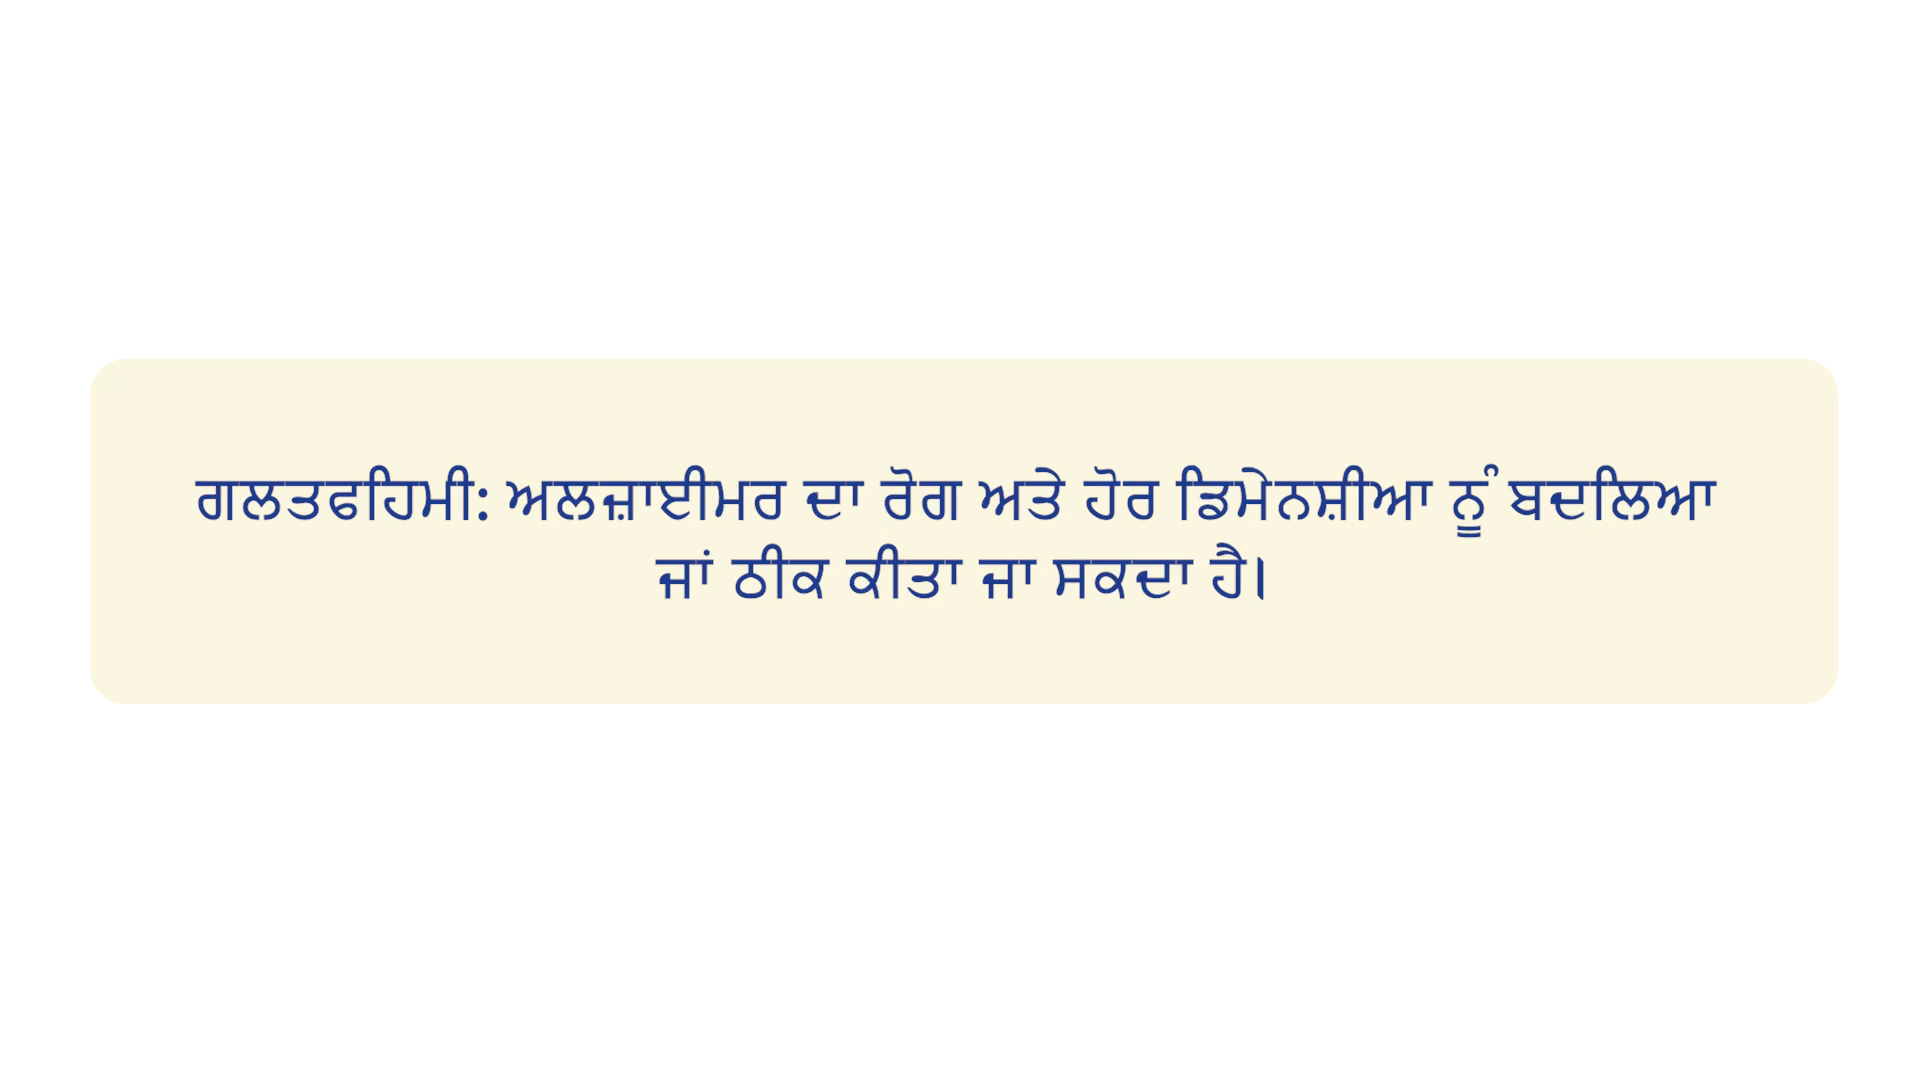 ਗਲਤਫਹਿਮੀ: ਅਲਜ਼ਾਈਮਰ ਦਾ ਰੋਗ ਅਤੇ ਹੋਰ ਡਿਮੇਨਸ਼ੀਆ ਨੂੰ ਬਦਲਿਆ
ਜਾਂ ਠੀਕ ਕੀਤਾ ਜਾ ਸਕਦਾ ਹੈ।